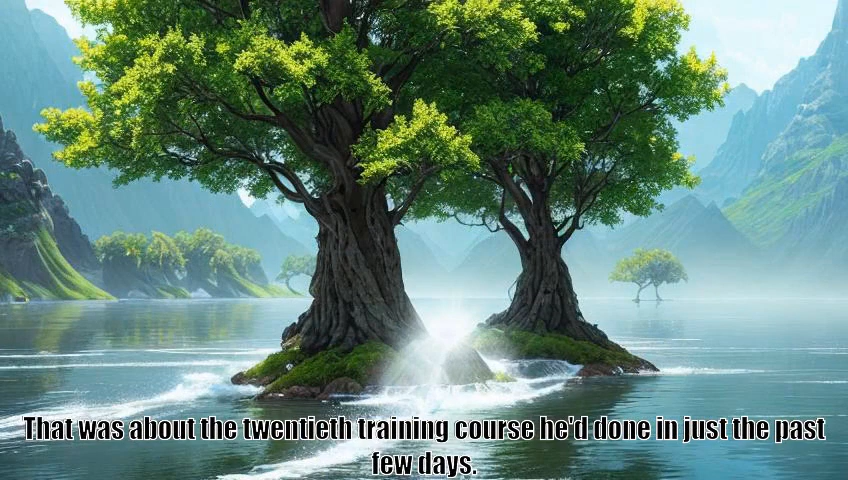 That was about the twentieth training course he'd done in just the past
few days.